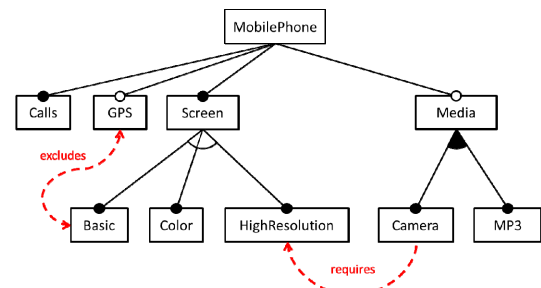 MobilePhone
Calls
GPS
Screen
Media
excludes
Basic
Color
HighResolution
Camera
MP3
requires